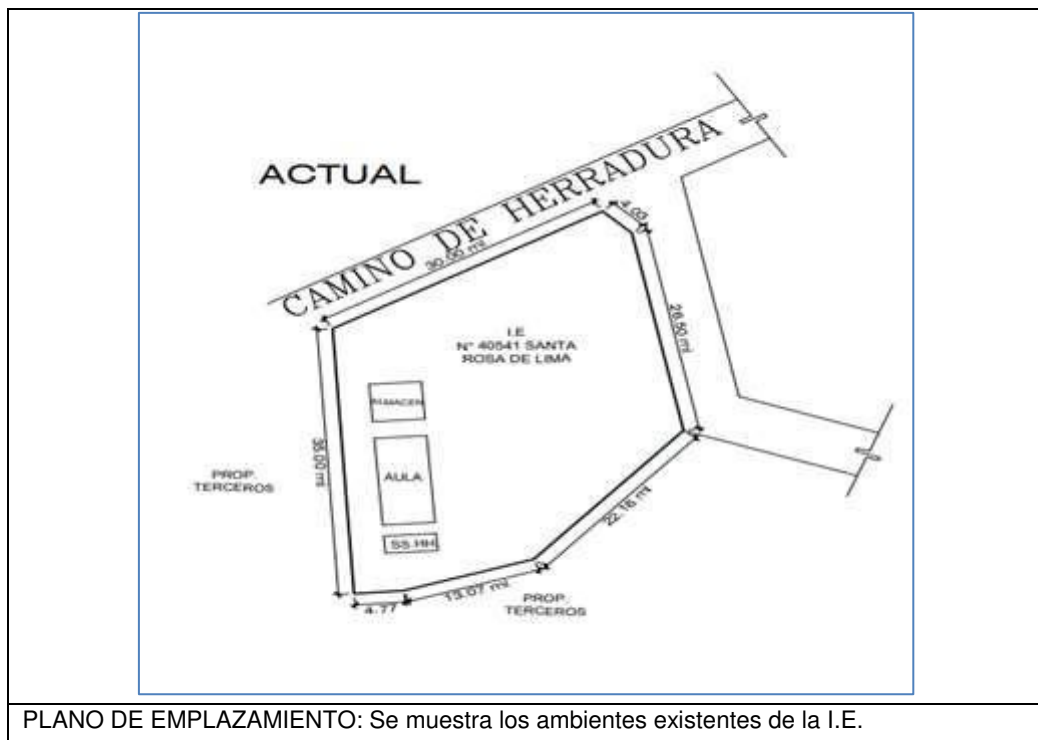 ACTUAL
CAMINO DE HERRADURA
30.00 ml
4.03
I.E
N° 40541 SANTA
ROSA DE LIMA
26.50 ml
ALMACEN
35.00 ml
AULA
PROP.
TERCEROS
22.16 ml
SS.HH
4.77
13.07 ml
PROP.
TERCEROS
PLANO DE EMPLAZAMIENTO: Se muestra los ambientes existentes de la I.E.